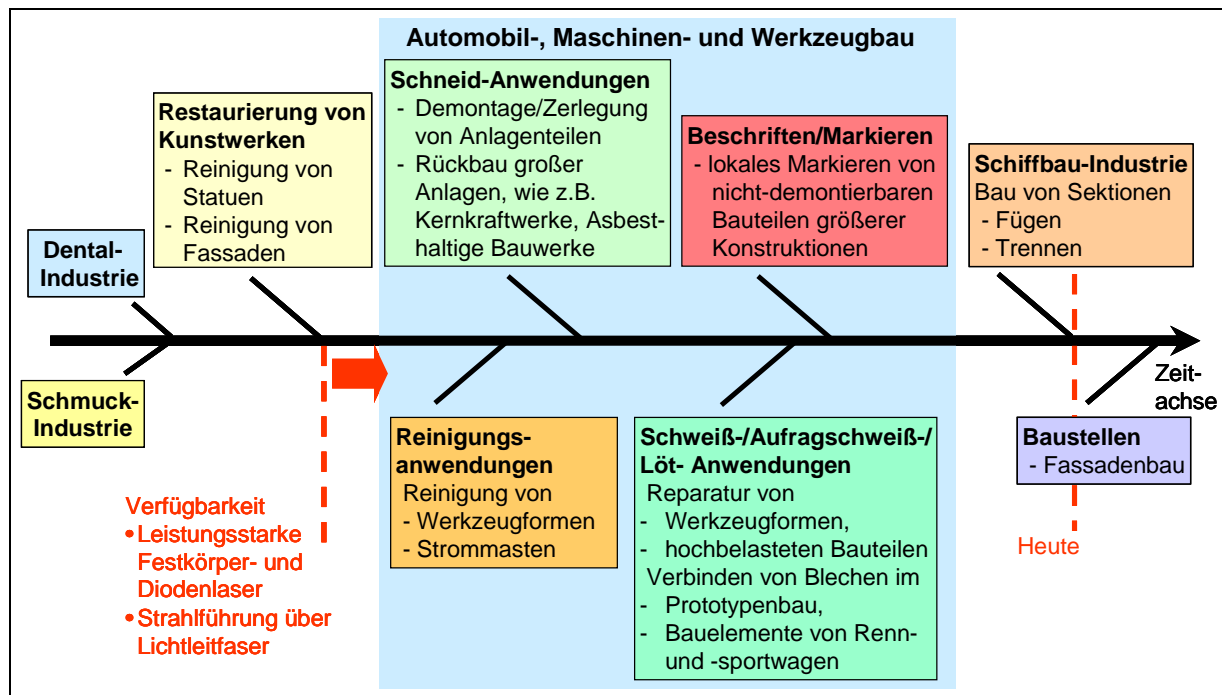 Automobil-, Maschinen- und Werkzeugbau
Restaurierung von
Kunstwerken
- Reinigung von
Statuen
- Reinigung von
Fassaden
Schneid-Anwendungen
- Demontage/Zerlegung
von Anlagenteilen
- Rückbau großer
Anlagen, wie z.B.
Kernkraftwerke, Asbest-
haltige Bauwerke
Beschriften/Markieren
- lokales Markieren von
nicht-demontierbaren
Bauteilen größerer
Konstruktionen
Schiffbau-Industrie
Bau von Sektionen
- Fügen
- Trennen
Dental-
Industrie
Zeit-
achse
Schmuck-
Industrie
Reinigungs-
anwendungen
Reinigung von
- Werkzeugformen
- Strommasten
Schweiß-/Aufragschweiß-/
Löt- Anwendungen
Reparatur von
- Werkzeugformen,
- hochbelasteten Bauteilen
Verbinden von Blechen im
- Prototypenbau,
- Bauelemente von Renn-
und -sportwagen
Baustellen
- Fassadenbau
Verfügbarkeit
•Leistungsstarke
Festkörper- und
Diodenlaser
•Strahlführung über
Lichtleitfaser
Heute